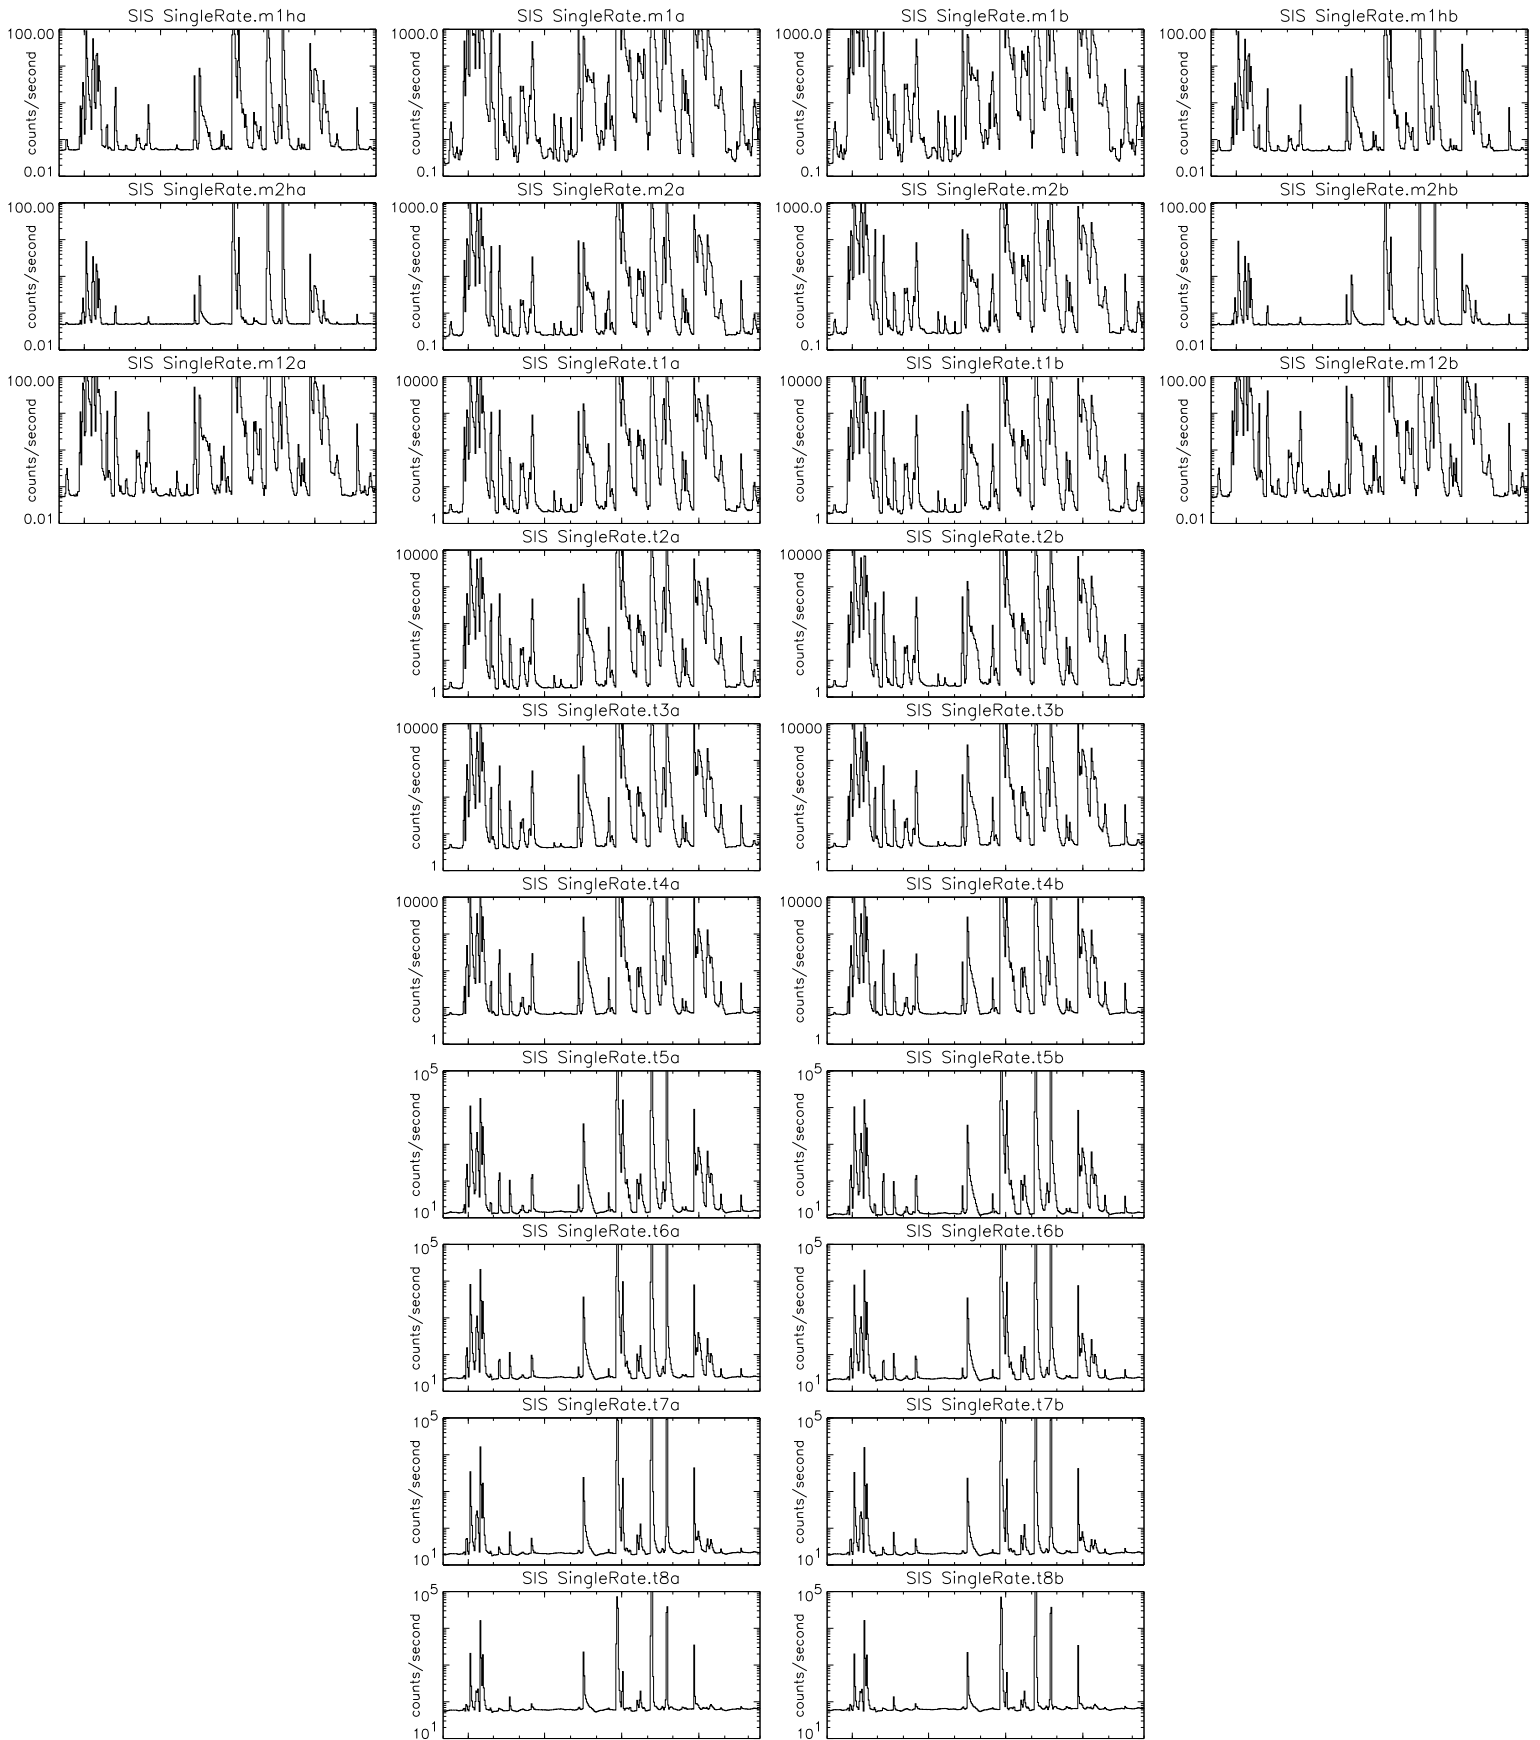 SIS SingleRate.m1ha
SIS SingleRate.m1a
SIS SingleRate.m1b
SIS SingleRate.m1hb
100.00
counts/second
0.01
1000.0
counts/second
0.1
1000.0
counts/second
0.1
100.00
counts/second
0.01
SIS SingleRate.m2ha
SIS SingleRate.m2a
SIS SingleRate.m2b
SIS SingleRate.m2hb
100.00
counts/second
0.01
1000.0
counts/second
0.1
1000.0
counts/second
0.1
100.00
counts/second
0.01
SIS SingleRate.m12a
SIS SingleRate.t1a
SIS SingleRate.t1b
SIS SingleRate.m12b
100.00
counts/second
0.01
10000
counts/second
1
10000
counts/second
1
100.00
counts/second
0.01
SIS SingleRate.t2a
SIS SingleRate.t2b
10000
counts/second
1
10000
counts/second
1
SIS SingleRate.t3a
SIS SingleRate.t3b
10000
counts/second
1
10000
counts/second
1
SIS SingleRate.t4a
SIS SingleRate.t4b
10000
counts/second
1
10000
counts/second
1
SIS SingleRate.t5a
SIS SingleRate.t5b
10^5
counts/second
10^1
10^5
counts/second
10^1
SIS SingleRate.t6a
SIS SingleRate.t6b
10^5
counts/second
10^1
10^5
counts/second
10^1
SIS SingleRate.t7a
SIS SingleRate.t7b
10^5
counts/second
10^1
10^5
counts/second
10^1
SIS SingleRate.t8a
SIS SingleRate.t8b
10^5
counts/second
10^1
10^5
counts/second
10^1